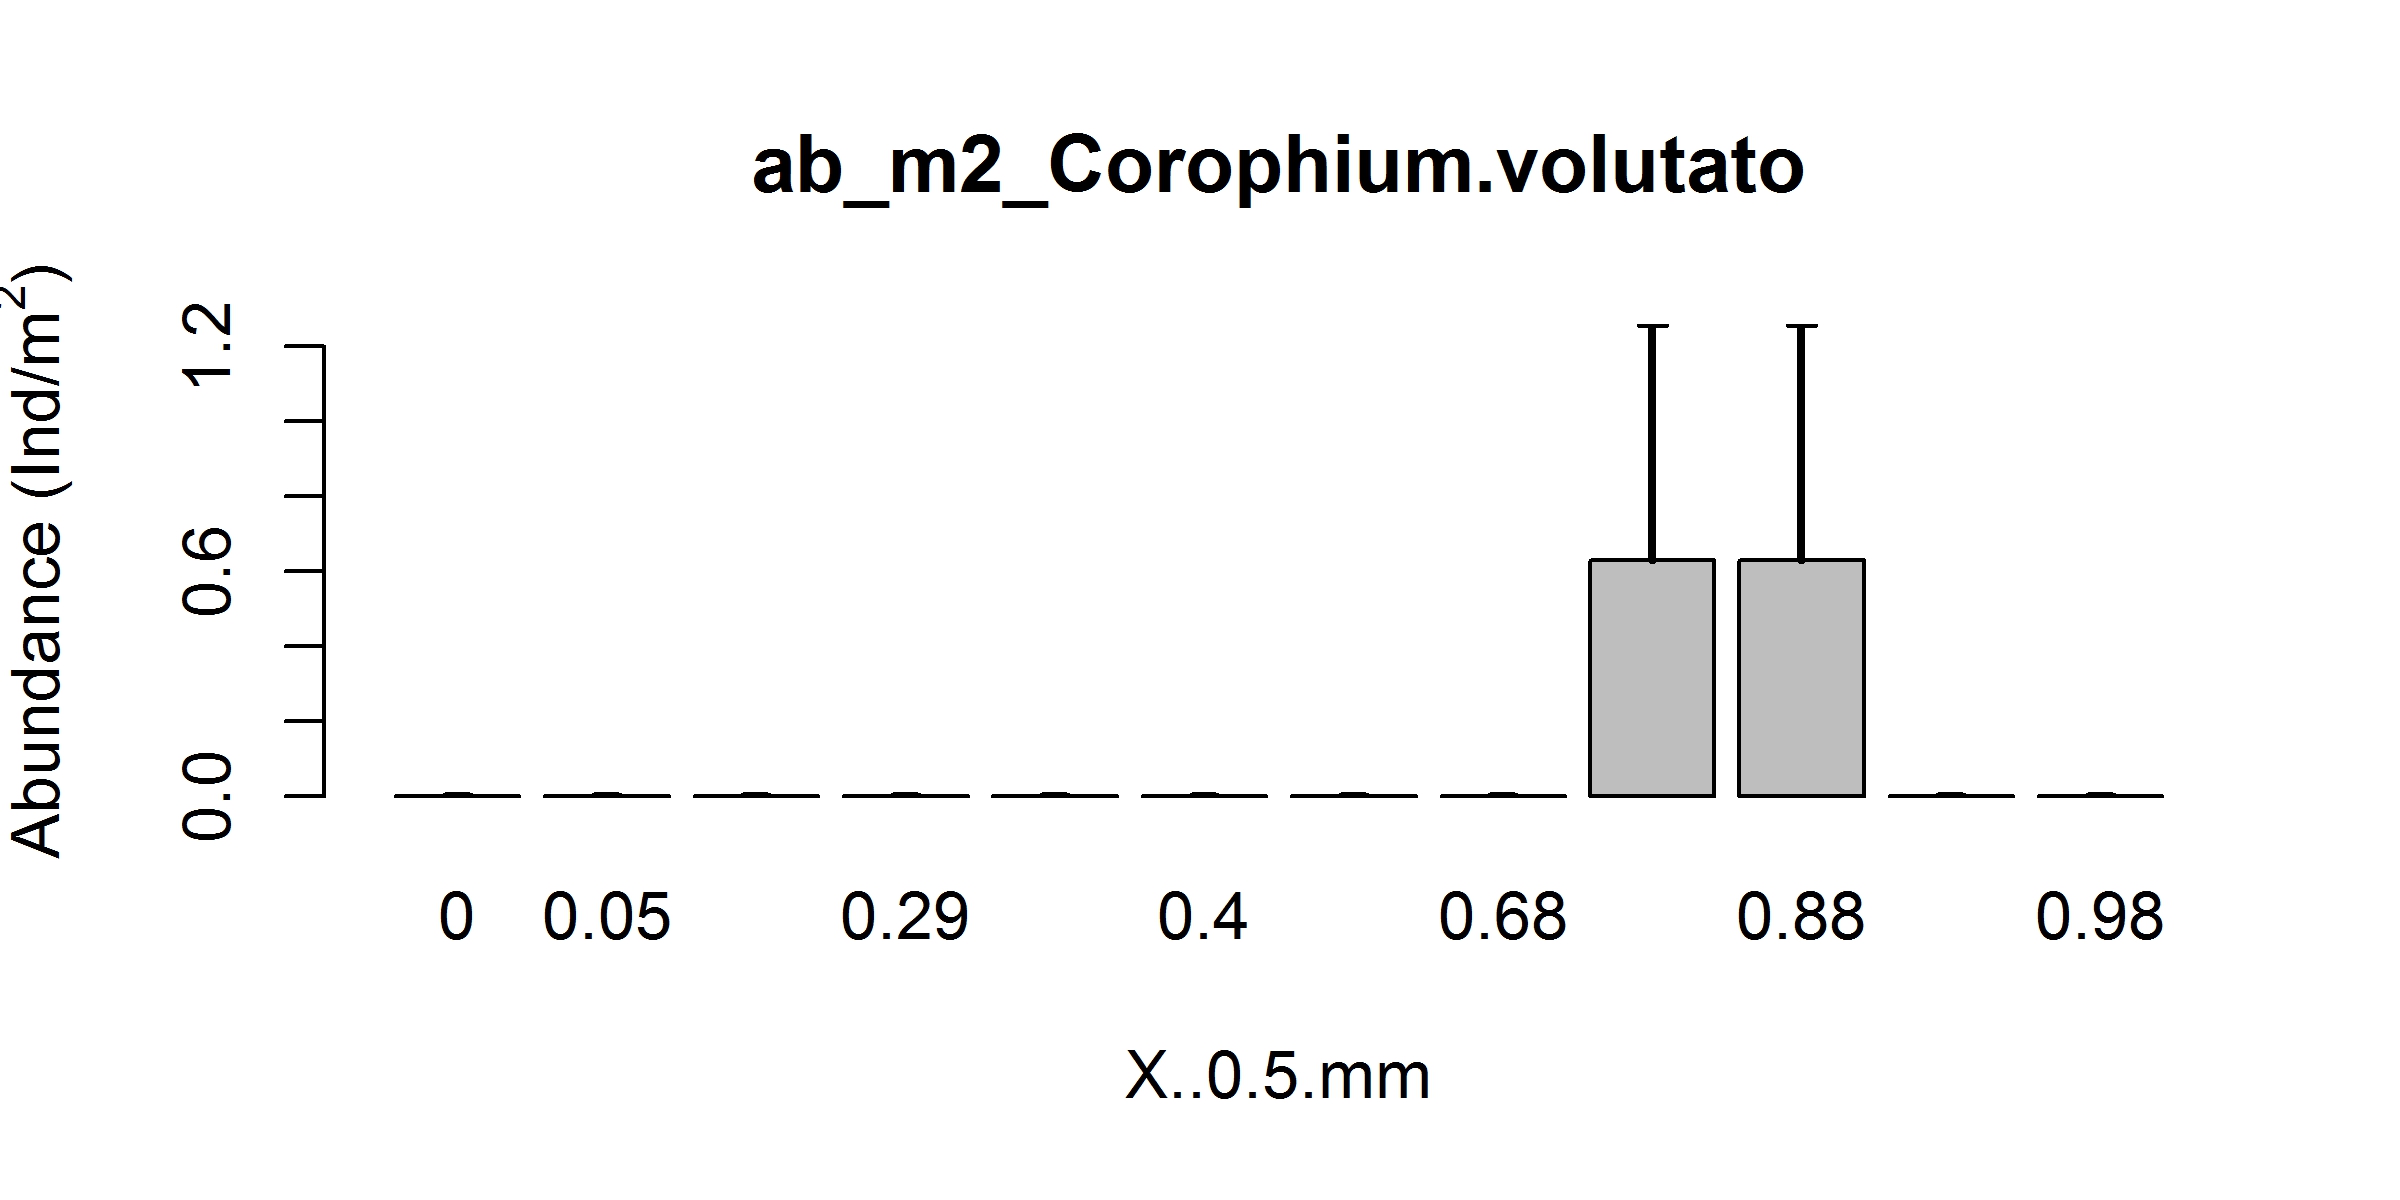 ab_m2_Corophium.volutato
Abundance (Ind/m²)
1.2
0.6
0.0
0 0.05 0.29 0.4 0.68 0.88 0.98
X..0.5.mm